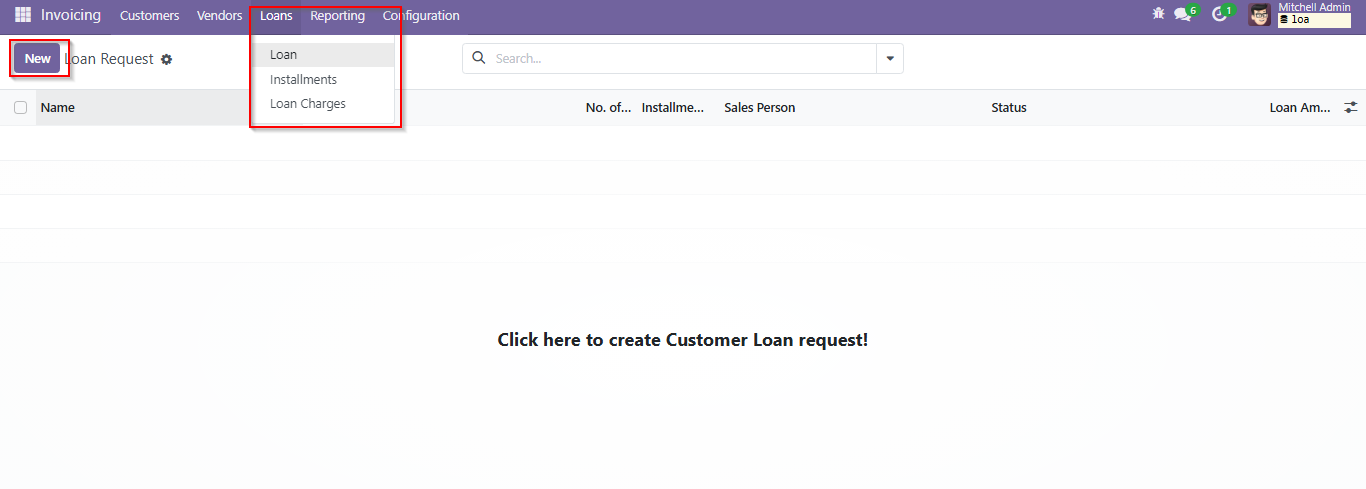 Invoicing Customers Vendors Loans Reporting Configuration 6 1 Mitchell Admin
loa
New Loan Request Search...
Loan
Installments
Loan Charges
Name No. of... Installme... Sales Person Status Loan Am...
Click here to create Customer Loan request!